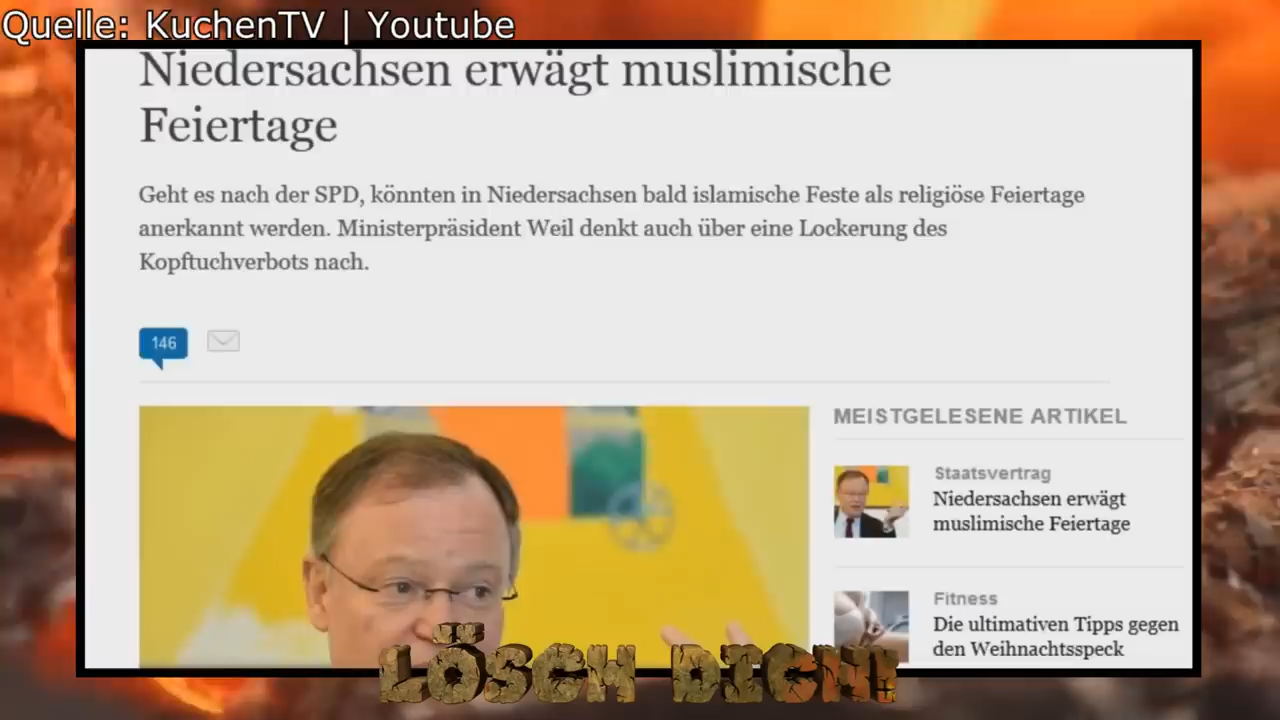 Quelle: KuchenTV | Youtube
Niedersachsen erwägt muslimische
Feiertage
Geht es nach der SPD, könnten in Niedersachsen bald islamische Feste als religiöse Feiertage
anerkannt werden. Ministerpräsident Weil denkt auch über eine Lockerung des
Kopftuchverbots nach.
146
MEISTGELESENE ARTIKEL
Staatsvertrag
Niedersachsen erwägt
muslimische Feiertage
Fitness
Die ultimativen Tipps gegen
den Weihnachtsspeck
LÖSCH DICH!